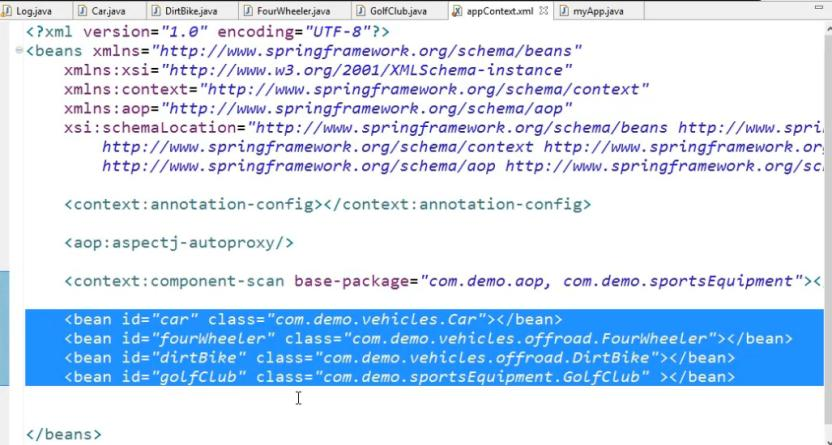 Log.java Car.java DirtBike.java FourWheeler.java GolfClub.java appContext.xml myApp.java
<?xml version="1.0" encoding="UTF-8"?>
<beans xmlns="http://www.springframework.org/schema/beans"
xmlns:xsi="http://www.w3.org/2001/XMLSchema-instance"
xmlns:context="http://www.springframework.org/schema/context"
xmlns:aop="http://www.springframework.org/schema/aop"
xsi:schemaLocation="http://www.springframework.org/schema/beans http://www.spri
http://www.springframework.org/schema/context http://www.springframework.or
http://www.springframework.org/schema/aop http://www.springframework.org/sc
<context:annotation-config></context:annotation-config>
<aop:aspectj-autoproxy/>
<context:component-scan base-package="com.demo.aop, com.demo.sportsEquipment"><
<bean id="car" class="com.demo.vehicles.Car"></bean>
<bean id="fourWheeler" class="com.demo.vehicles.offroad.FourWheeler"></bean>
<bean id="dirtBike" class="com.demo.vehicles.offroad.DirtBike"></bean>
<bean id="golfClub" class="com.demo.sportsEquipment.GolfClub" ></bean>
</beans>